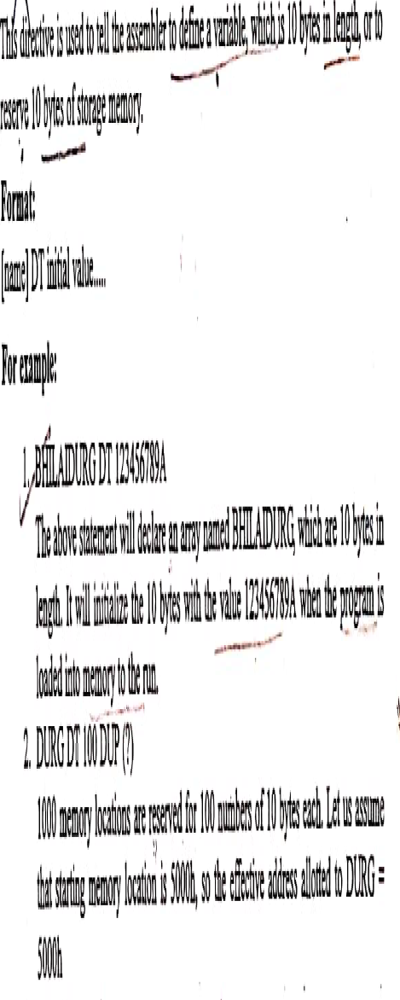 This directive is used to tell the assembler to define a variable, which is 10 bytes in length, or to
reserve 10 bytes of storage memory.
Format:
[name] DT initial value.....
For example:
1. BHILAIDURG DT 123456789A
The above statement will declare an array named BHILAIDURG, which are 10 bytes in
length. It will initialize the 10 bytes with the value 123456789A when the program is
loaded into memory to the run.
2. DURG DT 100 DUP (?)
1000 memory locations are reserved for 100 numbers of 10 bytes each. Let us assume
that starting memory location is 5000h, so the effective address allotted to DURG =
5000h